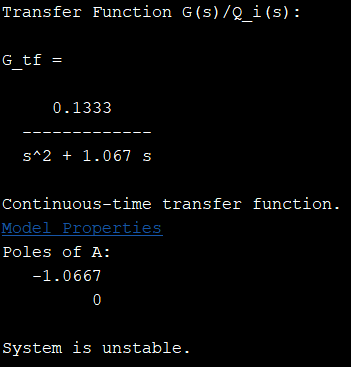 Transfer Function G(s)/Q_i(s):
G_tf =
0.1333
-------------
s^2 + 1.067 s
Continuous-time transfer function.
Model Properties
Poles of A:
-1.0667
0
System is unstable.